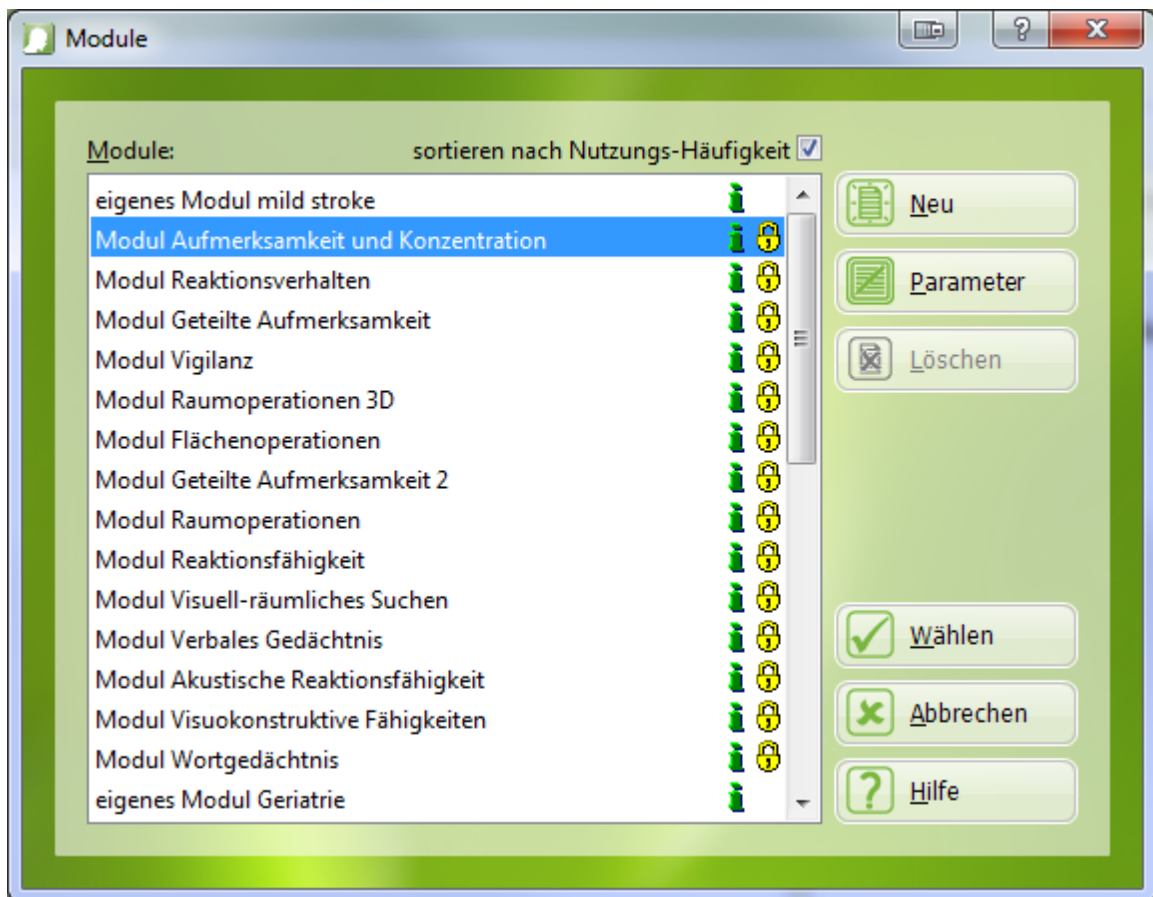 Module
Module: sortieren nach Nutzungs-Häufigkeit
eigenes Modul mild stroke
Modul Aufmerksamkeit und Konzentration
Modul Reaktionsverhalten
Modul Geteilte Aufmerksamkeit
Modul Vigilanz
Modul Raumoperationen 3D
Modul Flächenoperationen
Modul Geteilte Aufmerksamkeit 2
Modul Raumoperationen
Modul Reaktionsfähigkeit
Modul Visuell-räumliches Suchen
Modul Verbales Gedächtnis
Modul Akustische Reaktionsfähigkeit
Modul Visuokonstruktive Fähigkeiten
Modul Wortgedächtnis
eigenes Modul Geriatrie
Neu
Parameter
Löschen
Wählen
Abbrechen
Hilfe